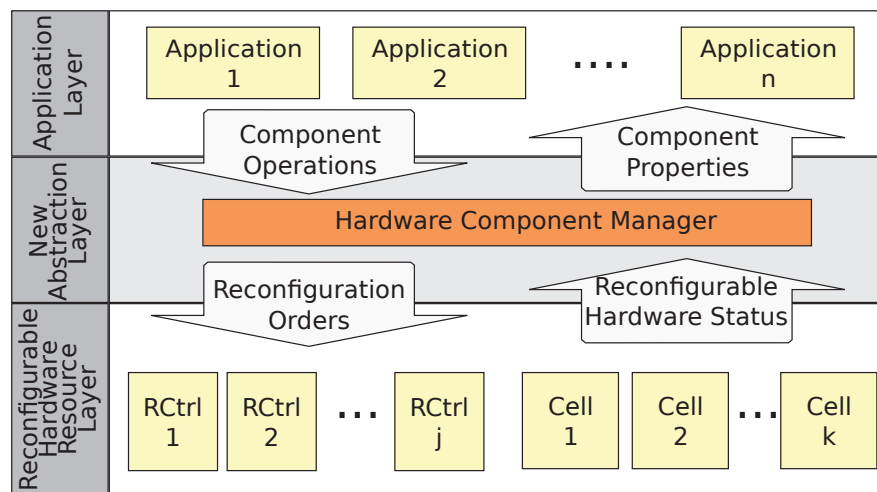 Application
Layer
Application
1
Application
2
....
Application
n
Component
Operations
Component
Properties
New
Abstraction
Layer
Hardware Component Manager
Reconfiguration
Orders
Reconfigurable
Hardware Status
Reconfigurable
Hardware
Resource
Layer
RCtrl
1
RCtrl
2
...
RCtrl
j
Cell
1
Cell
2
...
Cell
k